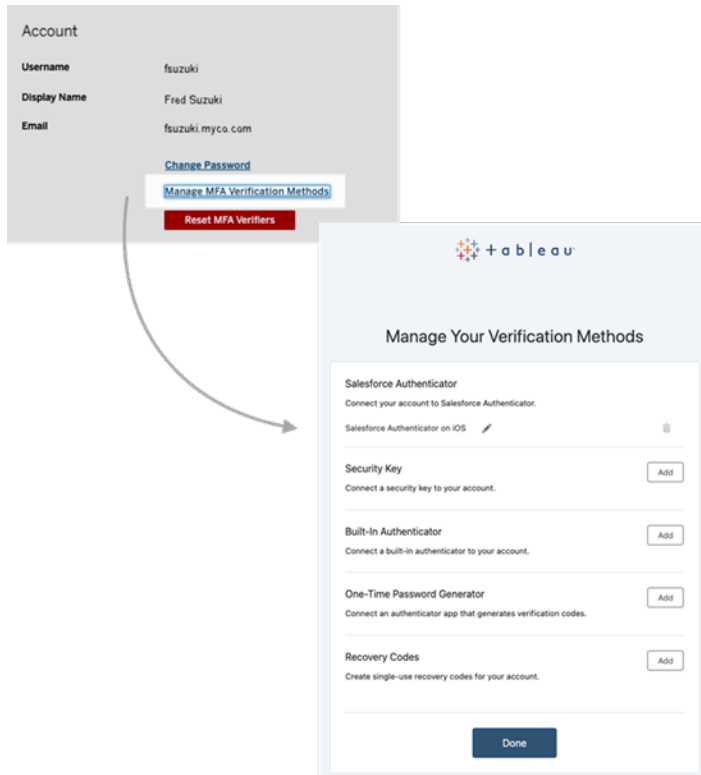 Account
Username fsuzuki
Display Name Fred Suzuki
Email fsuzuki.myco.com
Change Password
Manage MFA Verification Methods
Reset MFA Verifiers
+ableau
Manage Your Verification Methods
Salesforce Authenticator
Connect your account to Salesforce Authenticator.
Salesforce Authenticator on iOS
Security Key
Add
Connect a security key to your account.
Built-In Authenticator
Add
Connect a built-in authenticator to your account.
One-Time Password Generator
Add
Connect an authenticator app that generates verification codes.
Recovery Codes
Add
Create single-use recovery codes for your account.
Done